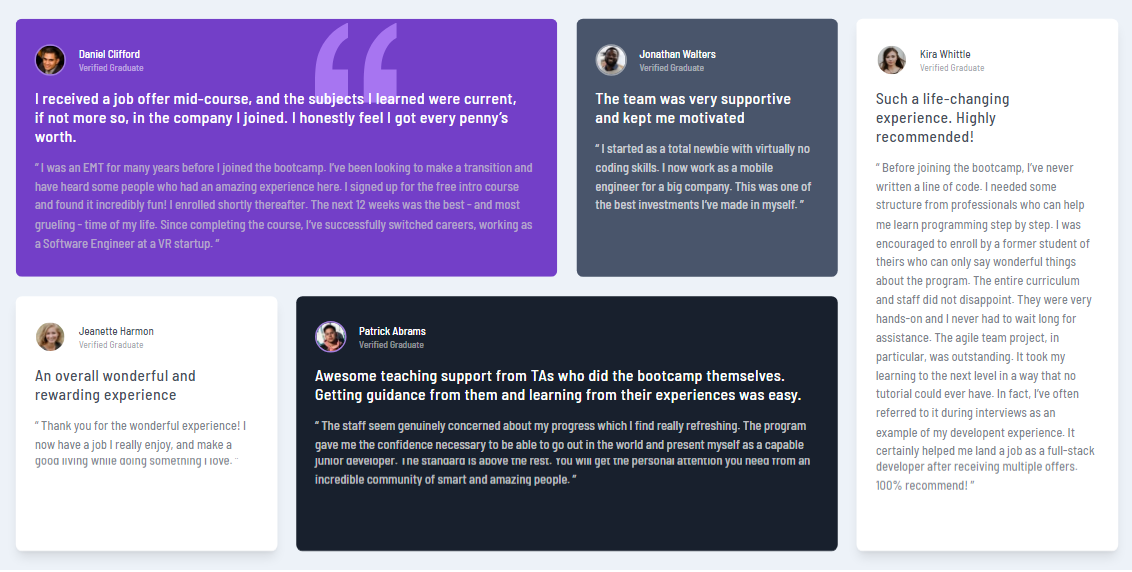 Daniel Clifford
Verified Graduate
I received a job offer mid-course, and the subjects I learned were current,
if not more so, in the company I joined. I honestly feel I got every penny’s
worth.
“ I was an EMT for many years before I joined the bootcamp. I’ve been looking to make a transition and
have heard some people who had an amazing experience here. I signed up for the free intro course
and found it incredibly fun! I enrolled shortly thereafter. The next 12 weeks was the best - and most
grueling - time of my life. Since completing the course, I’ve successfully switched careers, working as
a Software Engineer at a VR startup. ”
Jonathan Walters
Verified Graduate
The team was very supportive
and kept me motivated
“ I started as a total newbie with virtually no
coding skills. I now work as a mobile
engineer for a big company. This was one of
the best investments I’ve made in myself. ”
Kira Whittle
Verified Graduate
Such a life-changing
experience. Highly
recommended!
“ Before joining the bootcamp, I’ve never
written a line of code. I needed some
structure from professionals who can help
me learn programming step by step. I was
encouraged to enroll by a former student of
theirs who can only say wonderful things
about the program. The entire curriculum
and staff did not disappoint. They were very
hands-on and I never had to wait long for
assistance. The agile team project, in
particular, was outstanding. It took my
learning to the next level in a way that no
tutorial could ever have. In fact, I’ve often
referred to it during interviews as an
example of my developent experience. It
certainly helped me land a job as a full-stack
developer after receiving multiple offers.
100% recommend! ”
Jeanette Harmon
Verified Graduate
An overall wonderful and
rewarding experience
“ Thank you for the wonderful experience! I
now have a job I really enjoy, and make a
good living while doing something I love. ”
Patrick Abrams
Verified Graduate
Awesome teaching support from TAs who did the bootcamp themselves.
Getting guidance from them and learning from their experiences was easy.
“ The staff seem genuinely concerned about my progress which I find really refreshing. The program
gave me the confidence necessary to be able to go out in the world and present myself as a capable
junior developer. The standard is above the rest. You will get the personal attention you need from an
incredible community of smart and amazing people. ”